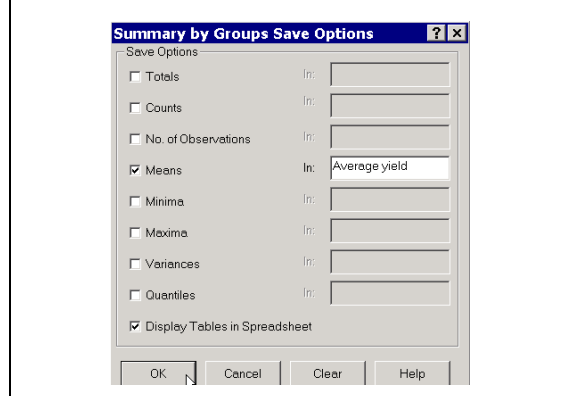 Summary by Groups Save Options ? ×
Save Options
Totals In:
Counts In:
No. of Observations In:
Means In: Average yield
Minima In:
Maxima In:
Variances In:
Quantiles In:
Display Tables in Spreadsheet
OK Cancel Clear Help